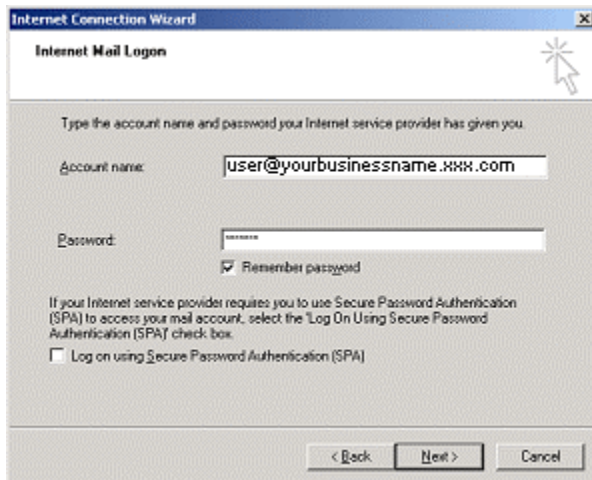 Internet Connection Wizard
Internet Mail Logon
Type the account name and password your Internet service provider has given you.
Account name:
user@yourbusinessname.xxx.com
Password:
*******
Remember password
If your Internet service provider requires you to use Secure Password Authentication
(SPA) to access your mail account, select the 'Log On Using Secure Password
Authentication (SPA)' check box.
Log on using Secure Password Authentication (SPA)
< Back
Next >
Cancel